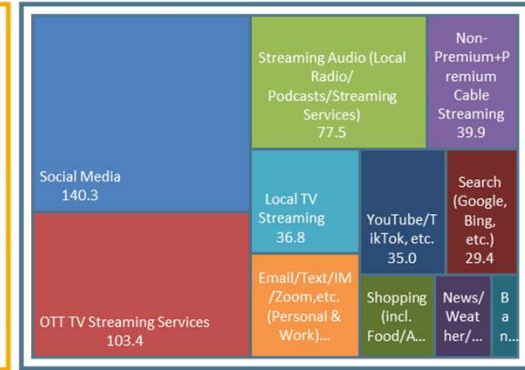 Social Media
140.3
OTT TV Streaming Services
103.4
Streaming Audio (Local
Radio/
Podcasts/Streaming
Services)
77.5
Non-
Premium+P
remium
Cable
Streaming
39.9
Local TV
Streaming
36.8
YouTube/T
ikTok, etc.
35.0
Search
(Google,
Bing,
etc.)
29.4
Email/Text/IM
/Zoom,etc.
(Personal &
Work)...
Shopping
(incl.
Food/A...
News/
Weat
her/...
B
a
n...